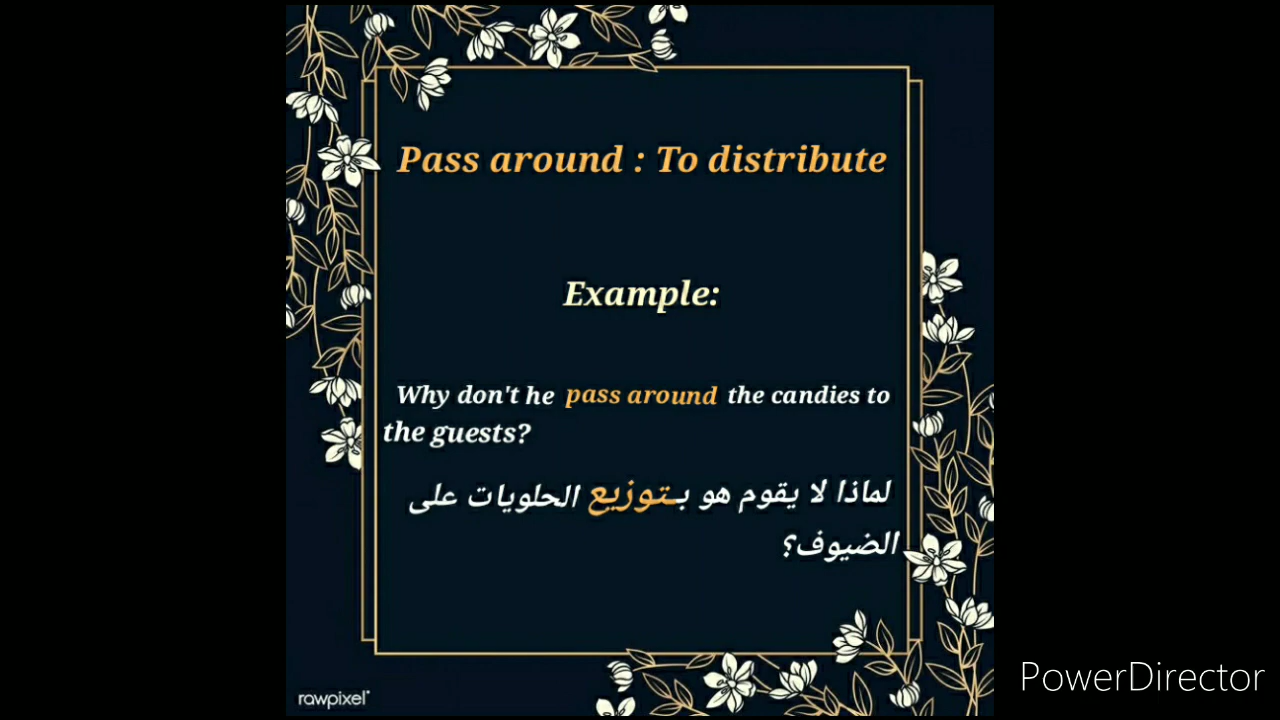 Pass around : To distribute
Example:
Why don't he pass around the candies to
the guests?
لماذا لا يقوم هو بـتوزيع الحلويات على
الضيوف؟
rawpixel
PowerDirector